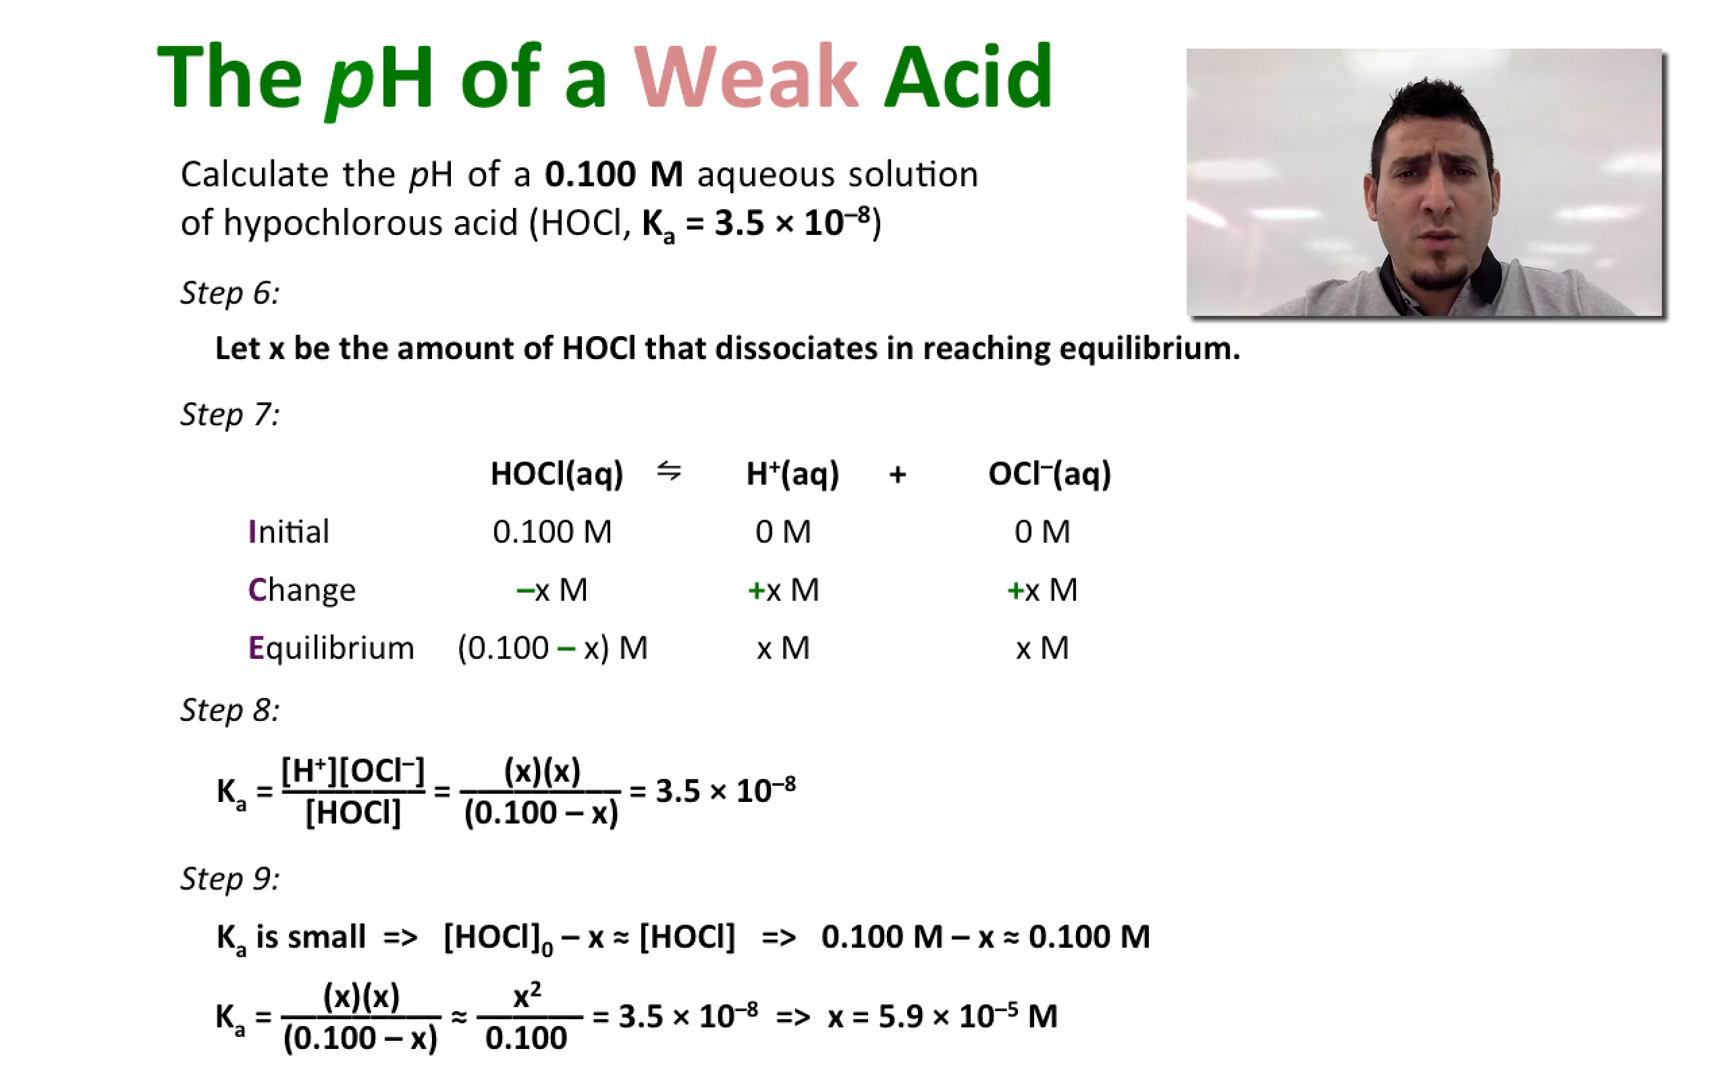 The pH of a Weak Acid
Calculate the pH of a 0.100 M aqueous solution
of hypochlorous acid (HOCl, Kₐ = 3.5 × 10⁻⁸)
Step 6:
Let x be the amount of HOCl that dissociates in reaching equilibrium.
Step 7:
HOCl(aq) ⇋ H⁺(aq) + OCl⁻(aq)
Initial 0.100 M 0 M 0 M
Change –x M +x M +x M
Equilibrium (0.100 – x) M x M x M
Step 8:
Kₐ = [H⁺][OCl⁻] / [HOCl] = (x)(x) / (0.100 – x) = 3.5 × 10⁻⁸
Step 9:
Kₐ is small => [HOCl]₀ – x ≈ [HOCl] => 0.100 M – x ≈ 0.100 M
Kₐ = (x)(x) / (0.100 – x) ≈ x² / 0.100 = 3.5 × 10⁻⁸ => x = 5.9 × 10⁻⁵ M